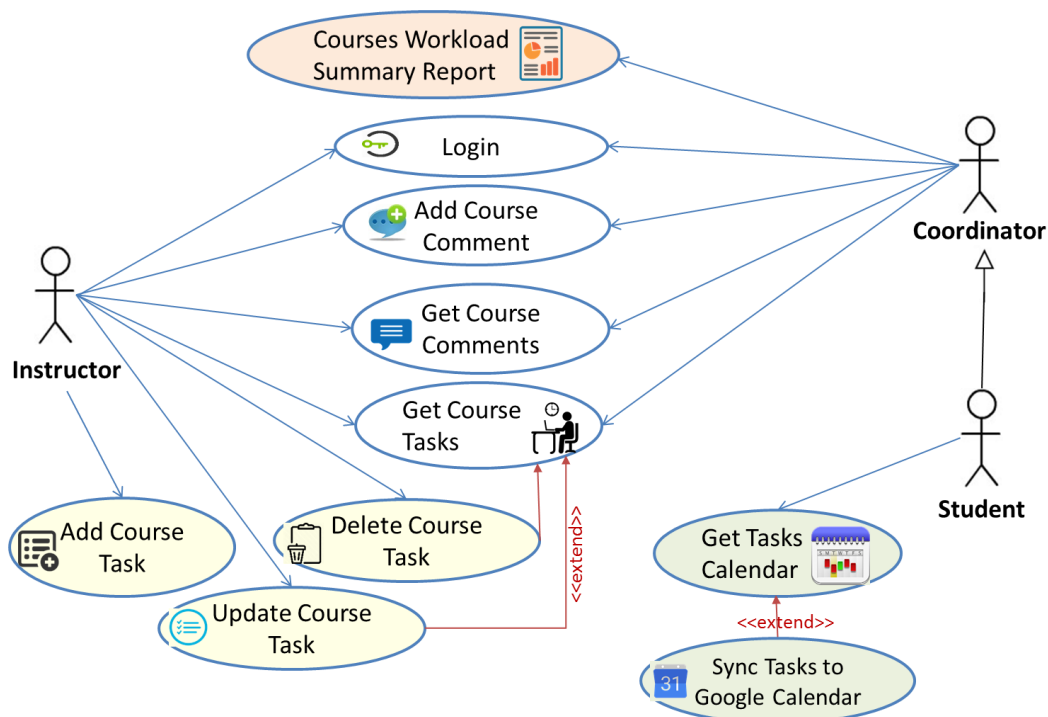 Courses Workload
Summary Report
Login
Add Course
Comment
Coordinator
Get Course
Comments
Instructor
Get Course
Tasks
Add Course
Task
Delete Course
Task
<<extend>>
Student
Get Tasks
Calendar
Update Course
Task
<<extend>>
31
Sync Tasks to
Google Calendar